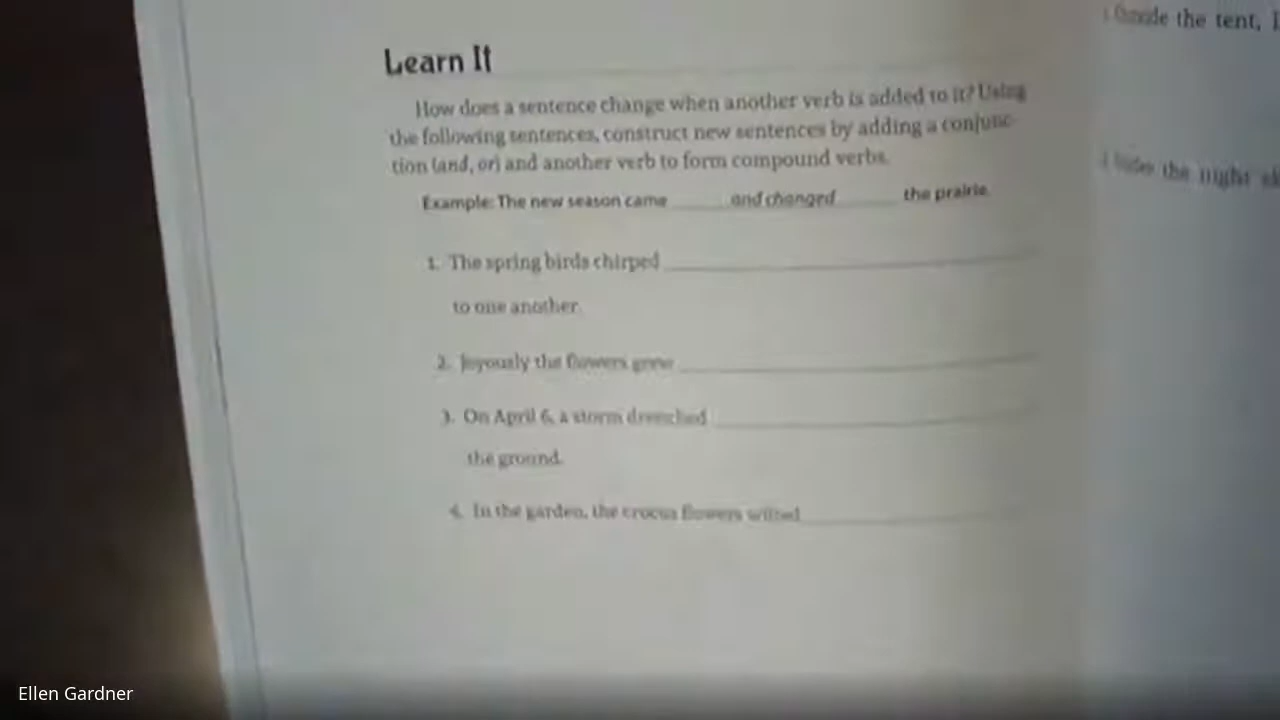 Learn It
How does a sentence change when another verb is added to it? Using
the following sentences, construct new sentences by adding a conjunc-
tion (and, or) and another verb to form compound verbs.
Example: The new season came and changed the prairie.
1. The spring birds chirped
to one another.
2. Joyously the flowers grew
3. On April 6, a storm drenched
the ground.
4. In the garden, the crocus flowers wilted
the tent,
the night
Ellen Gardner